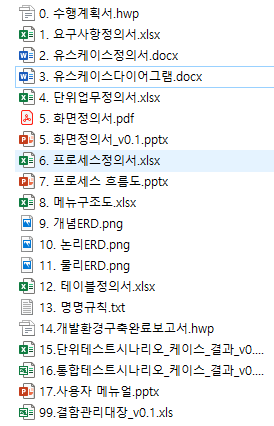 0. 수행계획서.hwp
1. 요구사항정의서.xlsx
2. 유스케이스정의서.docx
3. 유스케이스다이어그램.docx
4. 단위업무정의서.xlsx
5. 화면정의서.pdf
5. 화면정의서_v0.1.pptx
6. 프로세스정의서.xlsx
7. 프로세스 흐름도.pptx
8. 메뉴구조도.xlsx
9. 개념ERD.png
10. 논리ERD.png
11. 물리ERD.png
12. 테이블정의서.xlsx
13. 명명규칙.txt
14.개발환경구축완료보고서.hwp
15.단위테스트시나리오_케이스_결과_v0....
16.통합테스트시나리오_케이스_결과_v0....
17.사용자 메뉴얼.pptx
99.결함관리대장_v0.1.xls